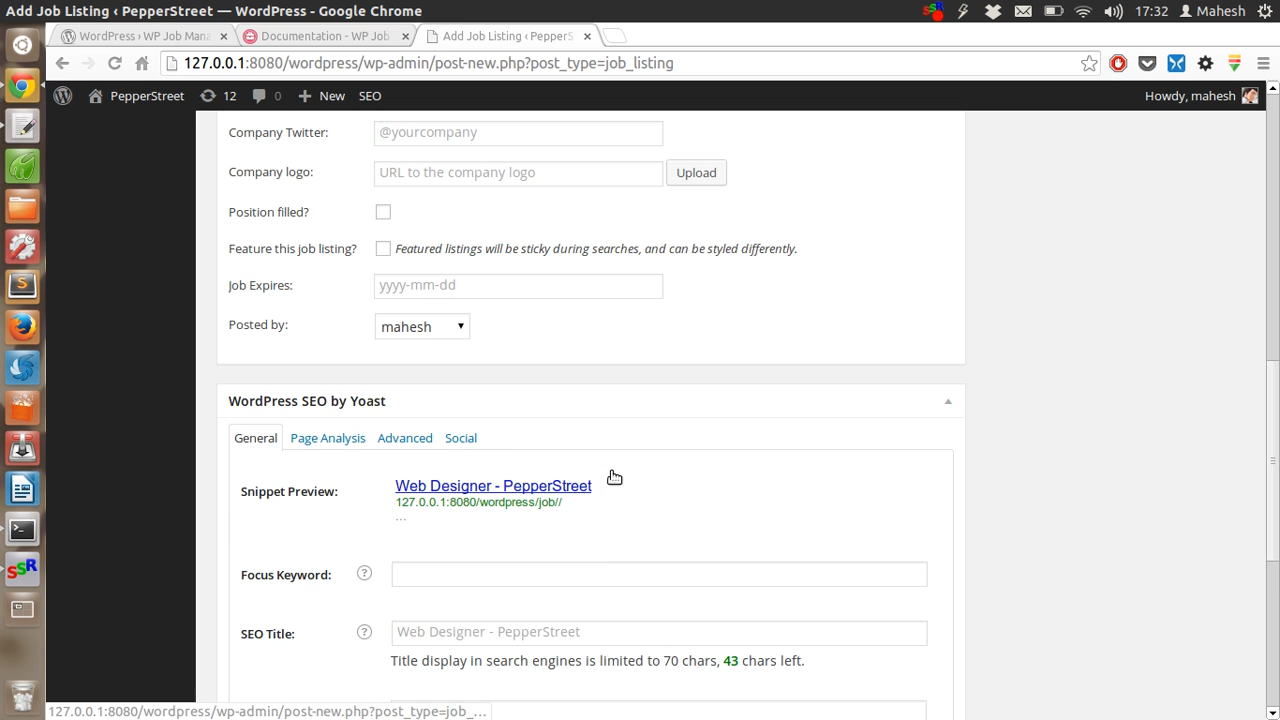 Add Job Listing ‹ PepperStreet — WordPress - Google Chrome
17:32 Mahesh
WordPress › WP Job Mana
Documentation - WP Job
Add Job Listing ‹ PepperS
127.0.0.1:8080/wordpress/wp-admin/post-new.php?post_type=job_listing
PepperStreet 12 0 New SEO Howdy, mahesh
Company Twitter: @yourcompany
Company logo: URL to the company logo Upload
Position filled?
Feature this job listing? Featured listings will be sticky during searches, and can be styled differently.
Job Expires: yyyy-mm-dd
Posted by: mahesh
WordPress SEO by Yoast
General Page Analysis Advanced Social
Snippet Preview: Web Designer - PepperStreet
127.0.0.1:8080/wordpress/job//
...
Focus Keyword: ?
SEO Title: ? Web Designer - PepperStreet
Title display in search engines is limited to 70 chars, 43 chars left.
127.0.0.1:8080/wordpress/wp-admin/post-new.php?post_type=job_...